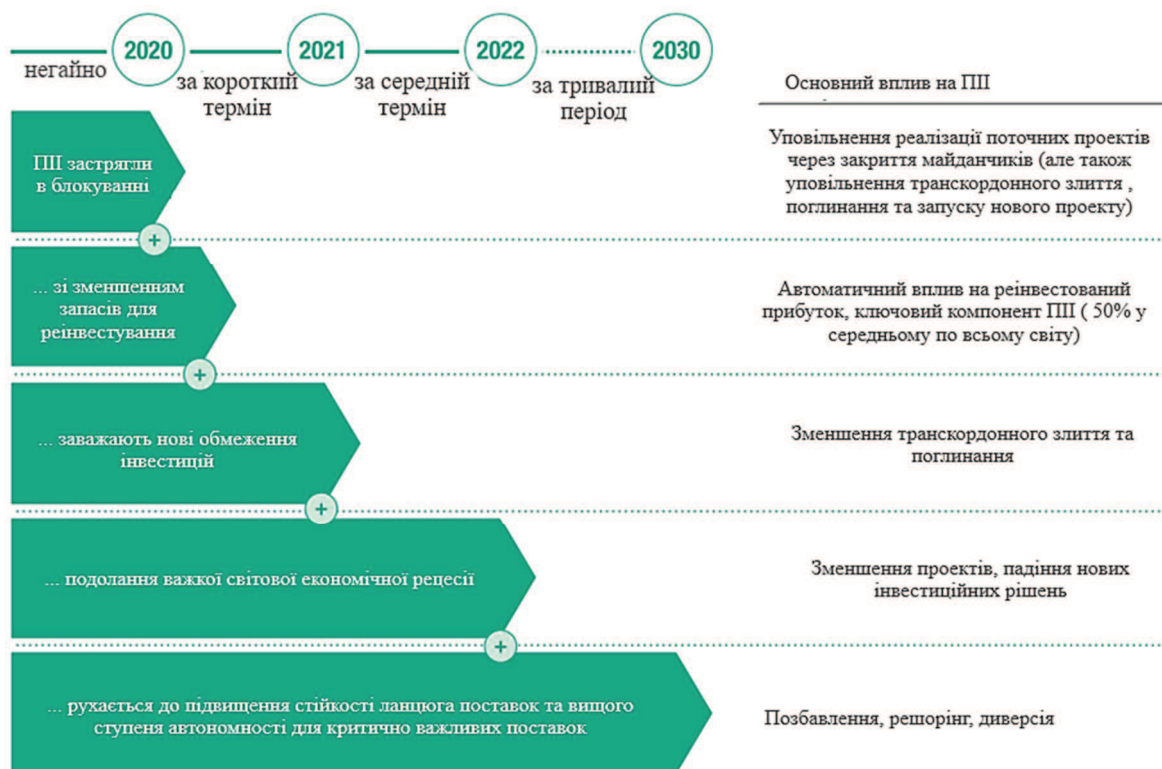 2020
2021
2022
2030
негайно
за короткий
термін
за середній
термін
за тривалий
період
Основний вплив на ПІІ
ПІІ застрягли
в блокуванні
Уповільнення реалізації поточних проектів
через закриття майданчиків (але також
уповільнення транскордонного злиття ,
поглинання та запуску нового проекту)
+
... зі зменшенням
запасів для
реінвестування
Автоматичний вплив на реінвестований
прибуток, ключовий компонент ПІІ ( 50% у
середньому по всьому світу)
+
... заважають нові обмеження
інвестицій
Зменшення транскордонного злиття та
поглинання
+
... подолання важкої світової економічної рецесії
Зменшення проектів, падіння нових
інвестиційних рішень
+
... рухається до підвищення стійкості ланцюга поставок та вищого
ступеня автономності для критично важливих поставок
Позбавлення, решорінг, диверсія